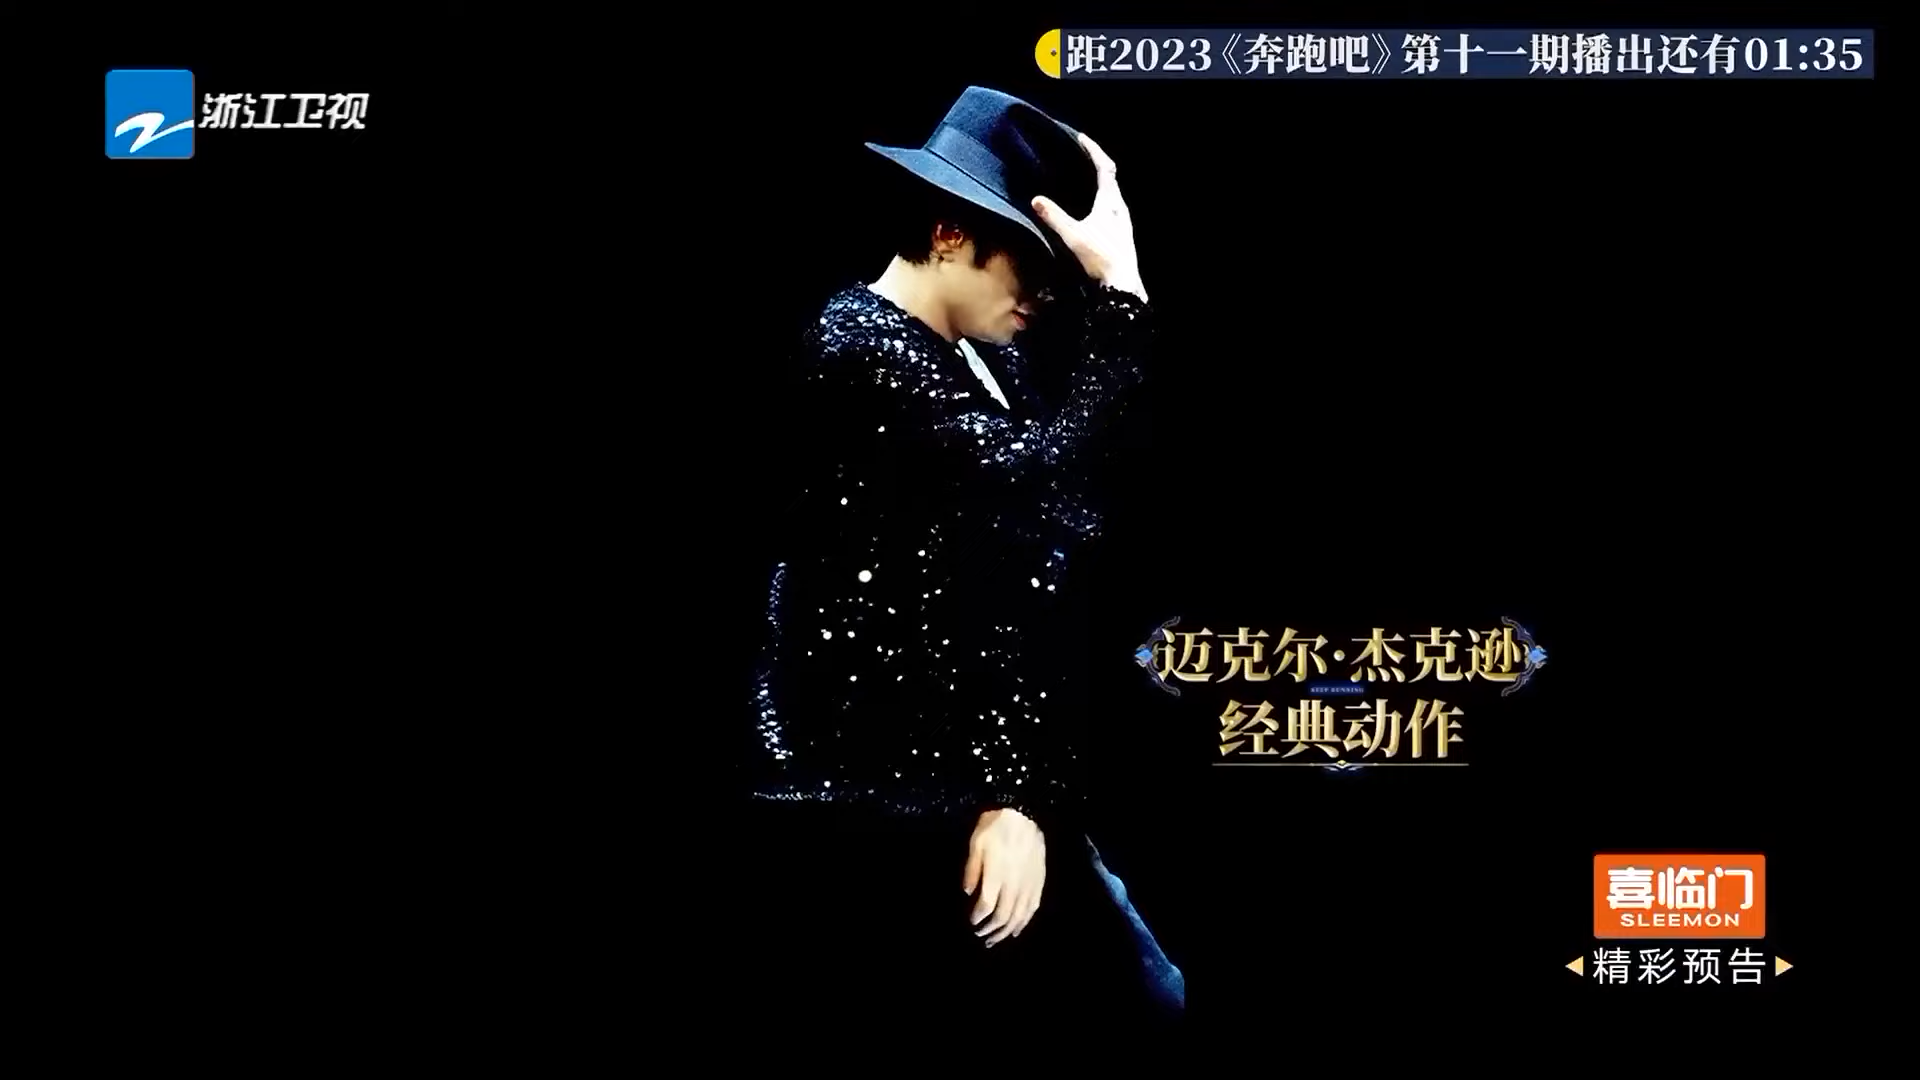 距2023《奔跑吧》第十一期播出还有01:35
浙江卫视
迈克尔·杰克逊
KEEP RUNNING
经典动作
喜临门
SLEEMON
精彩预告